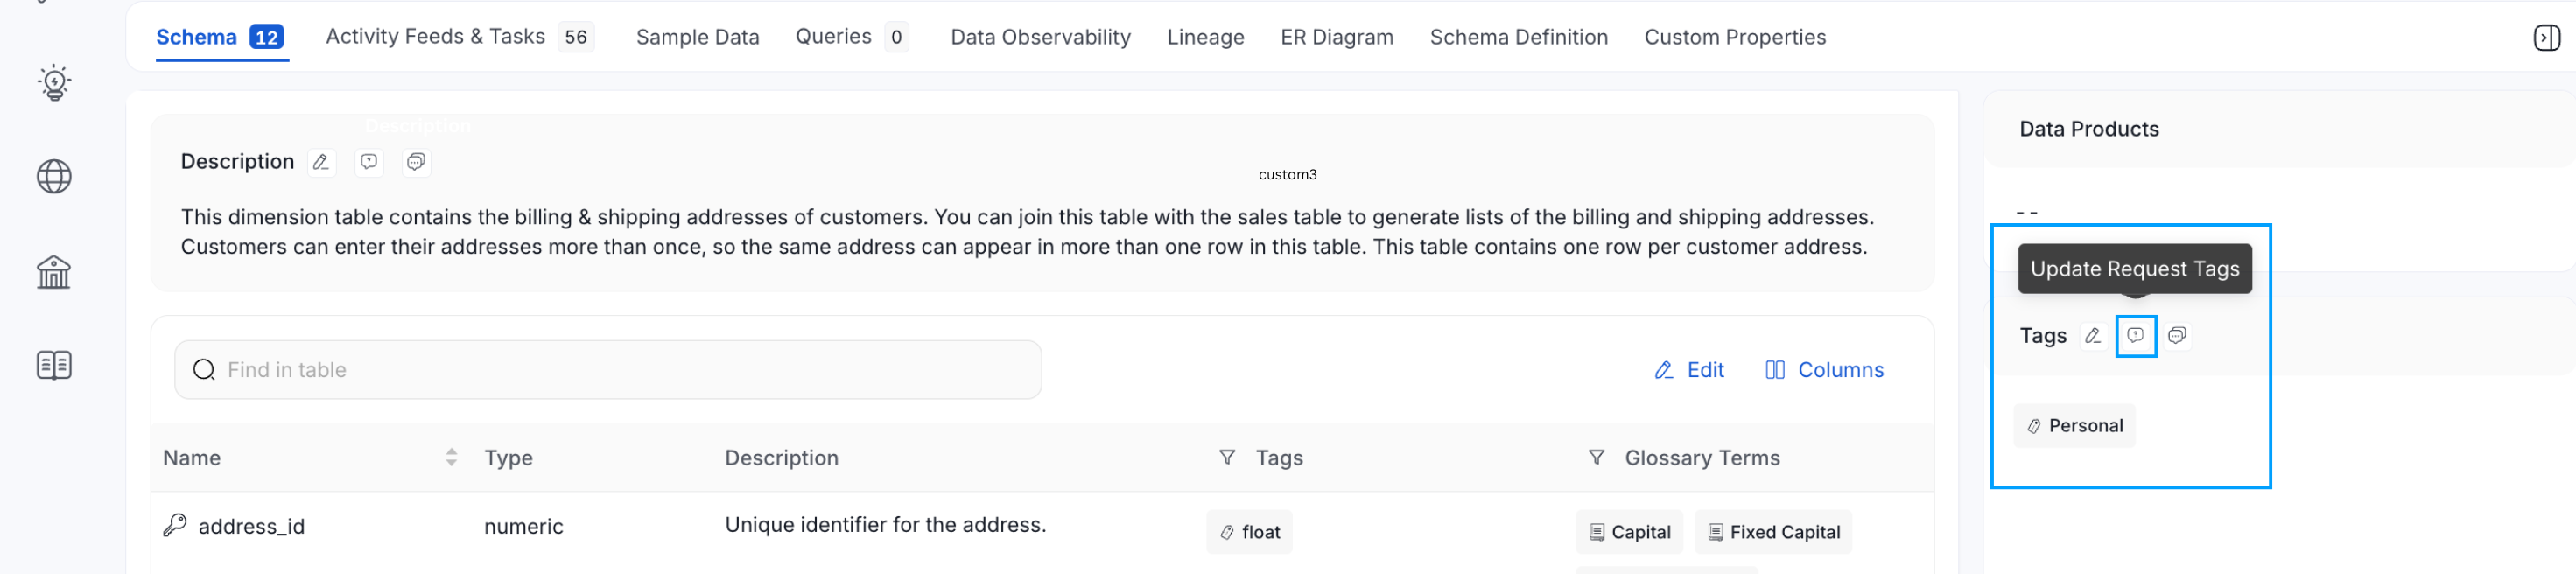 Schema 12 Activity Feeds & Tasks 56 Sample Data Queries 0 Data Observability Lineage ER Diagram Schema Definition Custom Properties
Description
Description
custom3
This dimension table contains the billing & shipping addresses of customers. You can join this table with the sales table to generate lists of the billing and shipping addresses.
Customers can enter their addresses more than once, so the same address can appear in more than one row in this table. This table contains one row per customer address.
Find in table
Edit Columns
Name Type Description Tags Glossary Terms
address_id numeric Unique identifier for the address. float Capital Fixed Capital
Data Products
--
Update Request Tags
Tags
Personal